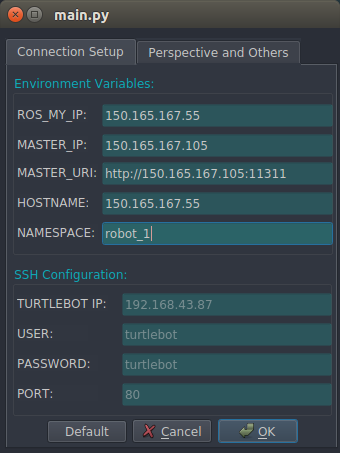 main.py
Connection Setup
Perspective and Others
Environment Variables:
ROS_MY_IP: 150.165.167.55
MASTER_IP: 150.165.167.105
MASTER_URI: http://150.165.167.105:11311
HOSTNAME: 150.165.167.55
NAMESPACE: robot_1
SSH Configuration:
TURTLEBOT IP: 192.168.43.87
USER: turtlebot
PASSWORD: turtlebot
PORT: 80
Default Cancel OK